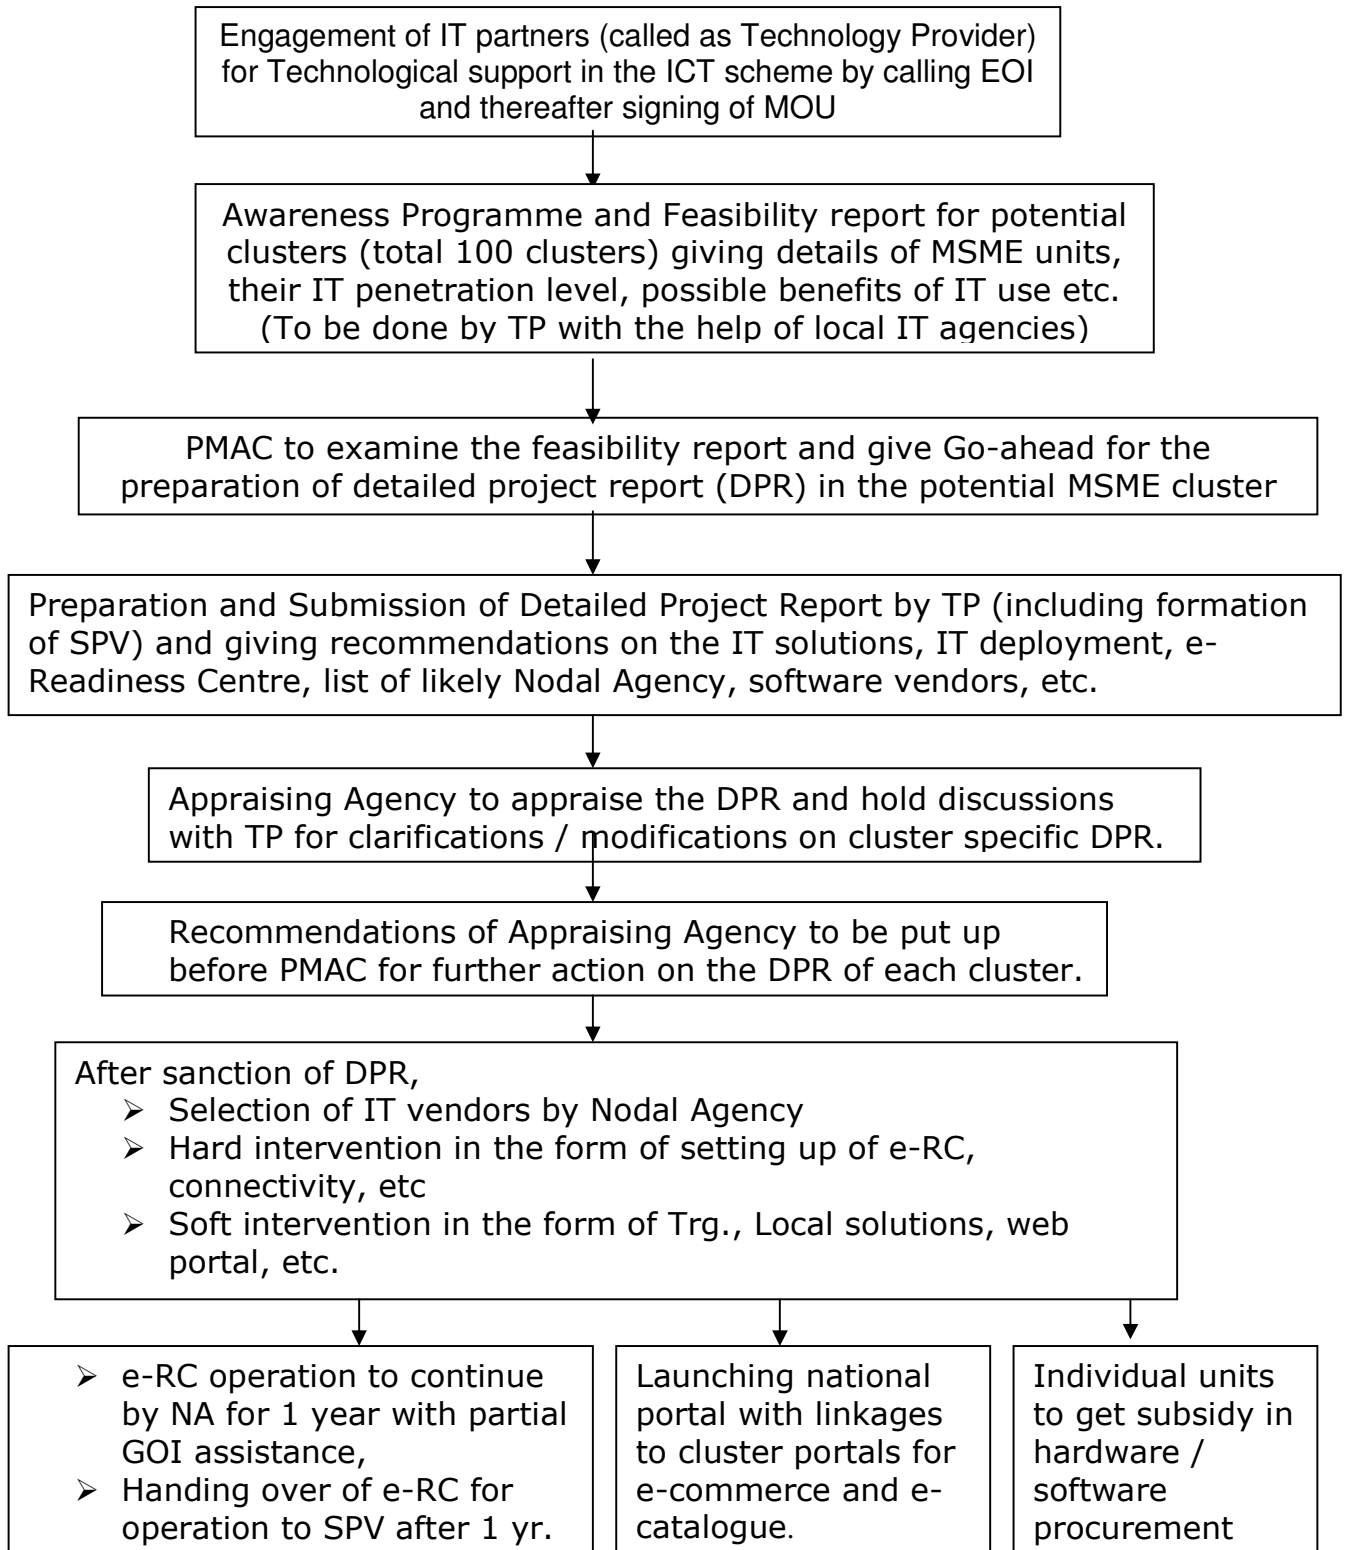 Engagement of IT partners (called as Technology Provider)
for Technological support in the ICT scheme by calling EOI
and thereafter signing of MOU
Awareness Programme and Feasibility report for potential
clusters (total 100 clusters) giving details of MSME units,
their IT penetration level, possible benefits of IT use etc.
(To be done by TP with the help of local IT agencies)
PMAC to examine the feasibility report and give Go-ahead for the
preparation of detailed project report (DPR) in the potential MSME cluster
Preparation and Submission of Detailed Project Report by TP (including formation
of SPV) and giving recommendations on the IT solutions, IT deployment, e-
Readiness Centre, list of likely Nodal Agency, software vendors, etc.
Appraising Agency to appraise the DPR and hold discussions
with TP for clarifications / modifications on cluster specific DPR.
Recommendations of Appraising Agency to be put up
before PMAC for further action on the DPR of each cluster.
After sanction of DPR,
➢ Selection of IT vendors by Nodal Agency
➢ Hard intervention in the form of setting up of e-RC,
connectivity, etc
➢ Soft intervention in the form of Trg., Local solutions, web
portal, etc.
➢ e-RC operation to continue
by NA for 1 year with partial
GOI assistance,
➢ Handing over of e-RC for
operation to SPV after 1 yr.
Launching national
portal with linkages
to cluster portals for
e-commerce and e-
catalogue.
Individual units
to get subsidy in
hardware /
software
procurement